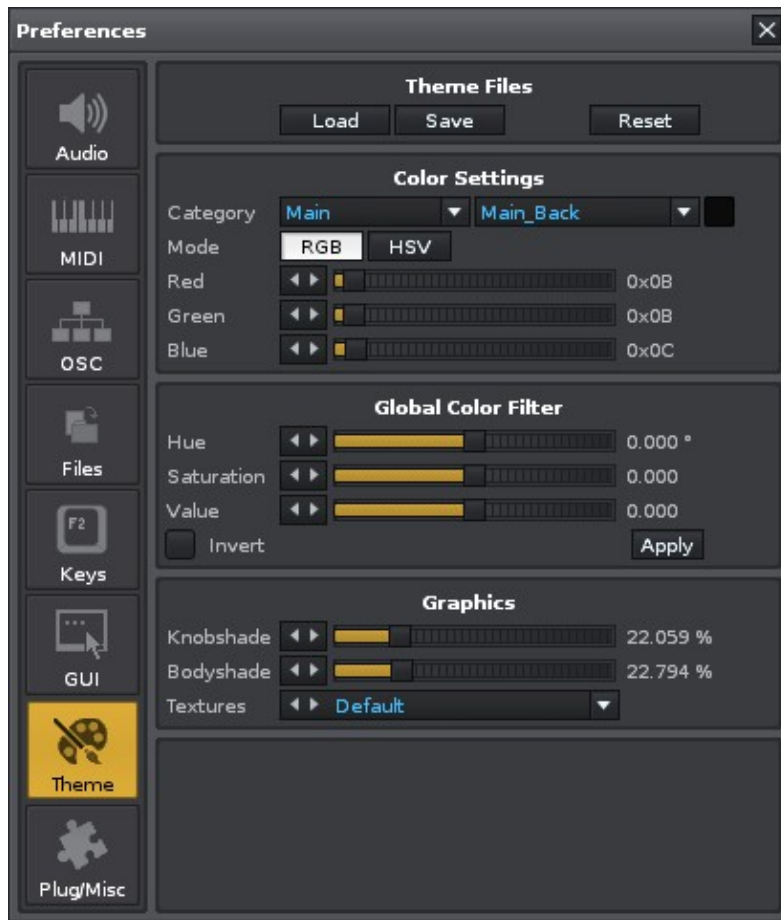 Preferences
Audio
MIDI
OSC
Files
F2
Keys
GUI
Theme
Plug/Misc
Theme Files
Load Save Reset
Color Settings
Category Main Main_Back
Mode RGB HSV
Red 0x0B
Green 0x0B
Blue 0x0C
Global Color Filter
Hue 0.000 °
Saturation 0.000
Value 0.000
Invert Apply
Graphics
Knobshade 22.059 %
Bodyshade 22.794 %
Textures Default